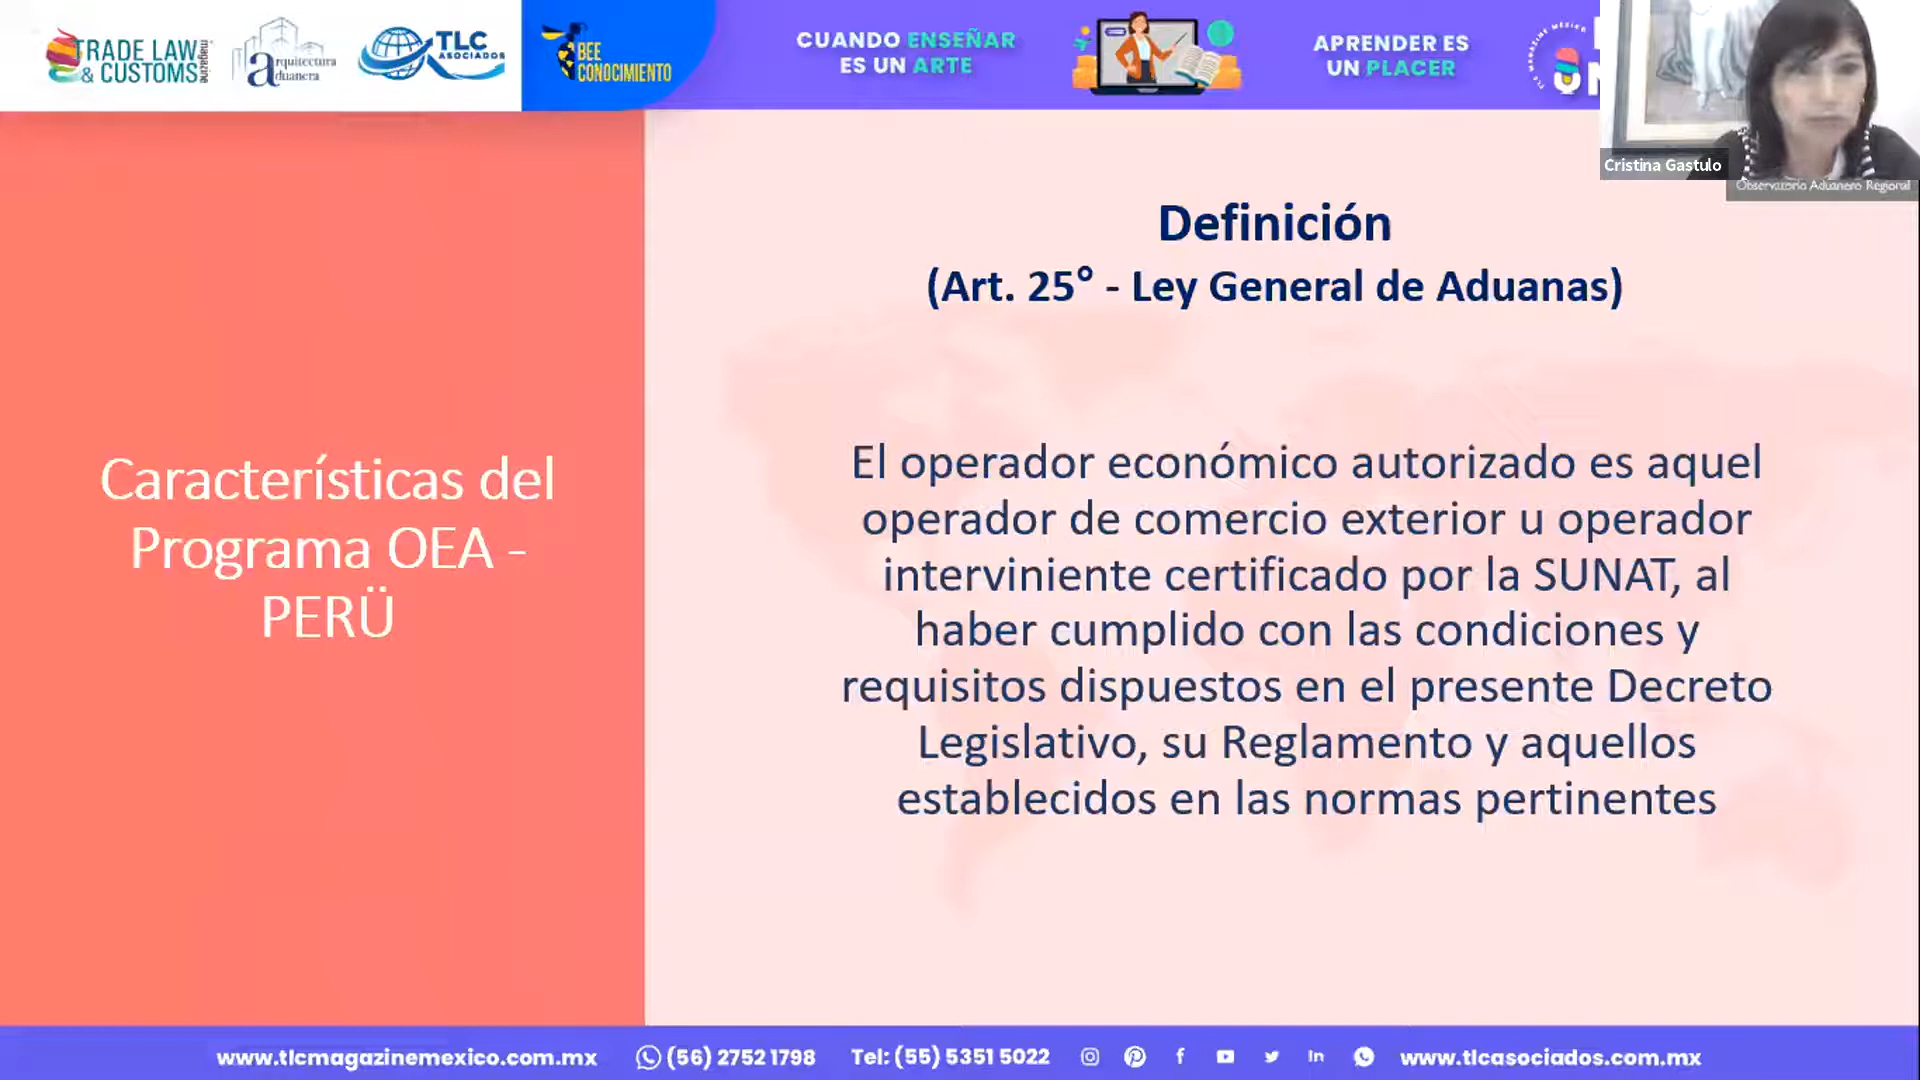 TRADE LAW
& CUSTOMS
magazine
Arquitectura
Aduanera
TLC
ASOCIADOS
BEE
CONOCIMIENTO
CUANDO ENSEÑAR
ES UN ARTE
APRENDER ES
UN PLACER
TLC MAGAZINE MÉXICO
Cristina Gastulo
Observatorio Aduanero Regional
Definición
(Art. 25° - Ley General de Aduanas)
Características del
Programa OEA -
PERÜ
El operador económico autorizado es aquel
operador de comercio exterior u operador
interviniente certificado por la SUNAT, al
haber cumplido con las condiciones y
requisitos dispuestos en el presente Decreto
Legislativo, su Reglamento y aquellos
establecidos en las normas pertinentes
www.tlcmagazinemexico.com.mx
(56) 2752 1798
Tel: (55) 5351 5022
www.tlcasociados.com.mx